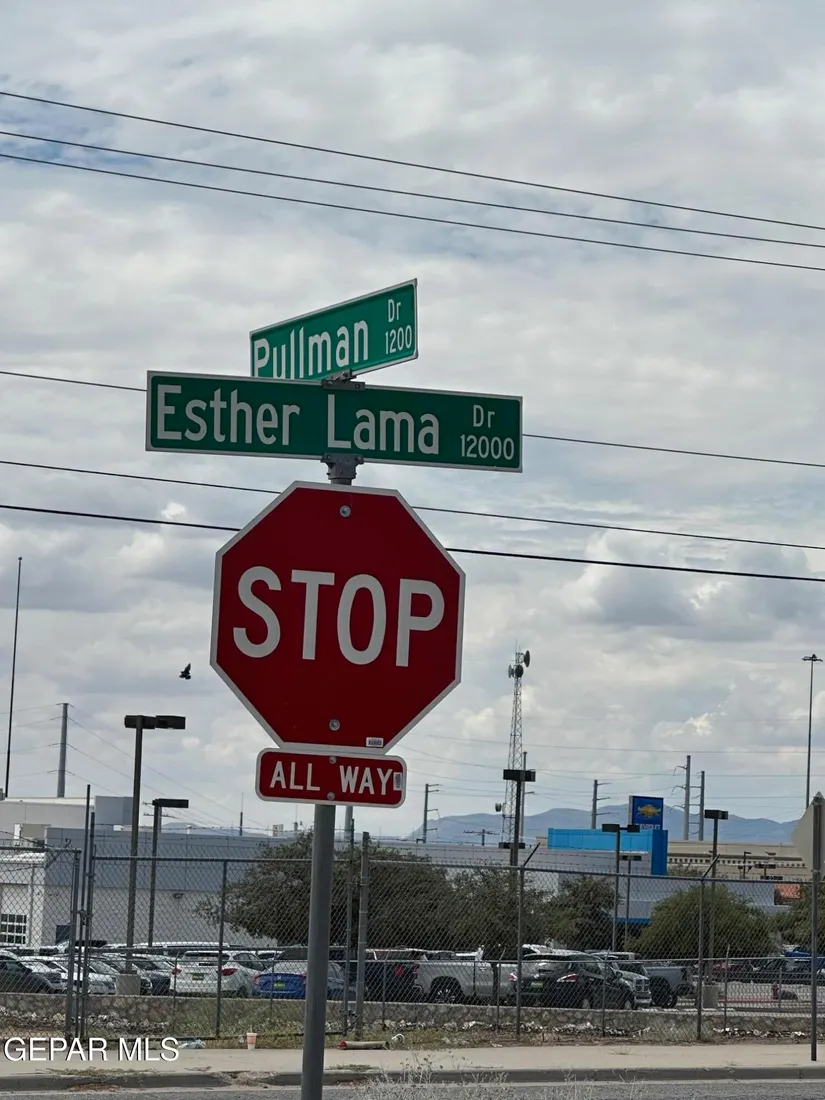 Pullman Dr 1200
Esther Lama Dr 12000
STOP
ALL WAY
GEPAR MLS